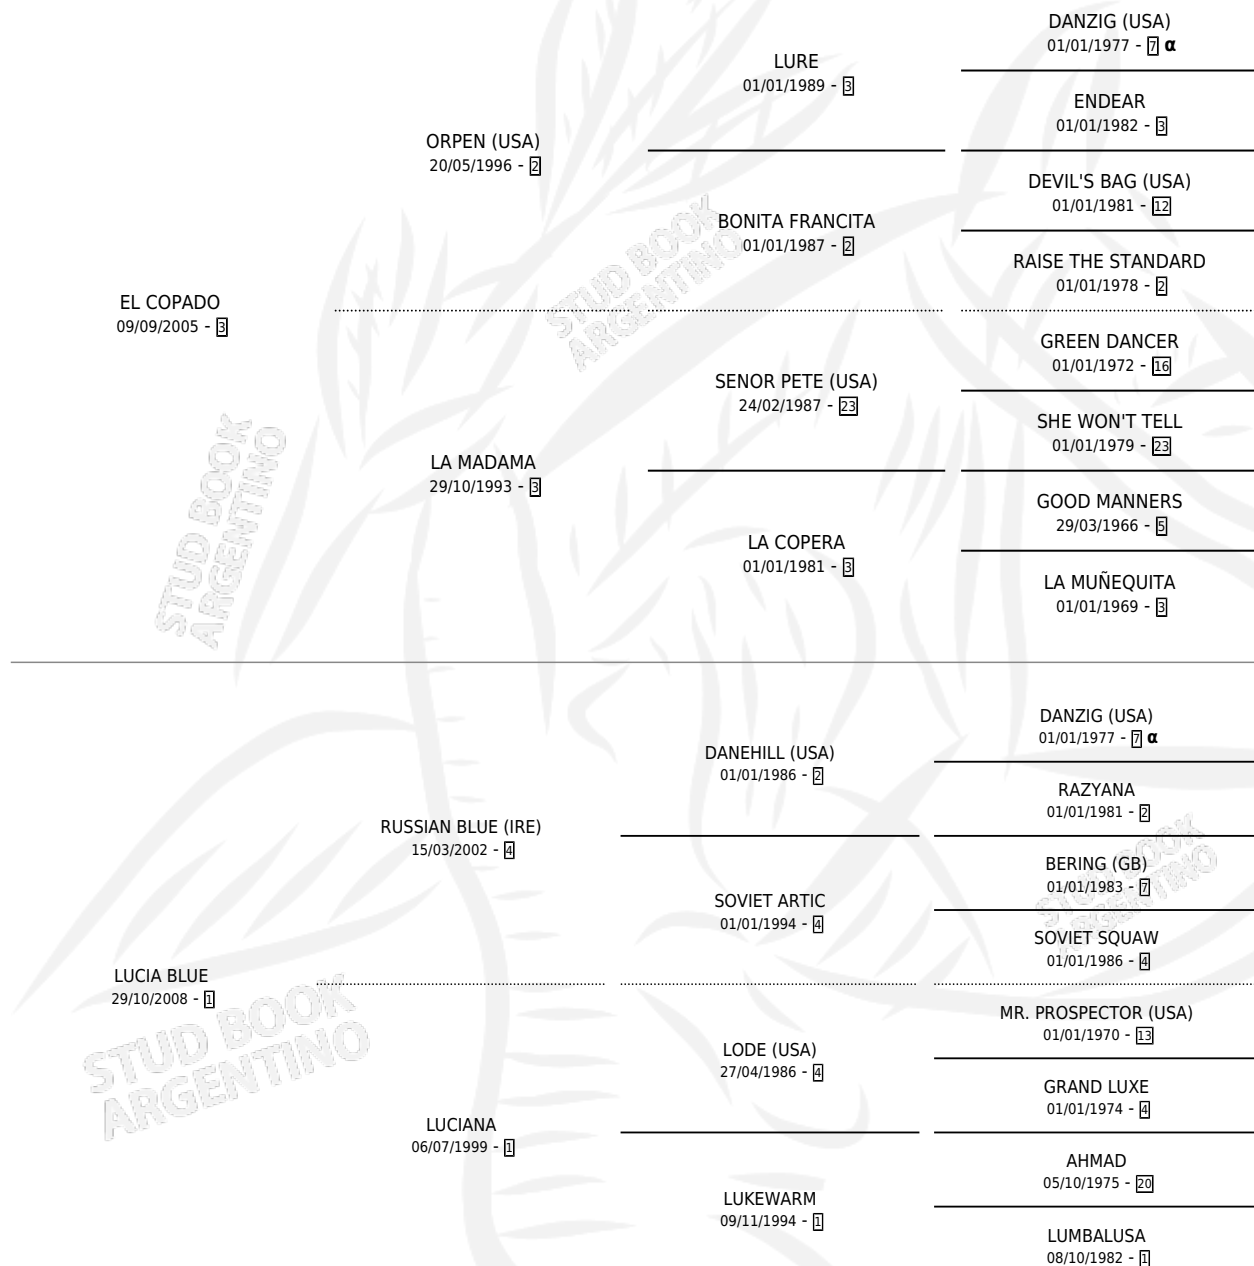 DANZIG (USA)
01/01/1977 - 7 α
LURE
01/01/1989 - 3
ENDEAR
01/01/1982 - 3
ORPEN (USA)
20/05/1996 - 2
DEVIL'S BAG (USA)
01/01/1981 - 12
BONITA FRANCITA
01/01/1987 - 2
RAISE THE STANDARD
01/01/1978 - 2
EL COPADO
09/09/2005 - 3
GREEN DANCER
01/01/1972 - 16
SENOR PETE (USA)
24/02/1987 - 23
SHE WON'T TELL
01/01/1979 - 23
LA MADAMA
29/10/1993 - 3
GOOD MANNERS
29/03/1966 - 5
LA COPERA
01/01/1981 - 3
LA MUÑEQUITA
01/01/1969 - 3
STUD BOOK
ARGENTINO
STUD BOOK
ARGENTINO
DANZIG (USA)
01/01/1977 - 7 α
DANEHILL (USA)
01/01/1986 - 2
RAZYANA
01/01/1981 - 2
RUSSIAN BLUE (IRE)
15/03/2002 - 4
BERING (GB)
01/01/1983 - 7
SOVIET ARTIC
01/01/1994 - 4
SOVIET SQUAW
01/01/1986 - 4
LUCIA BLUE
29/10/2008 - 1
MR. PROSPECTOR (USA)
01/01/1970 - 13
LODE (USA)
27/04/1986 - 4
GRAND LUXE
01/01/1974 - 4
LUCIANA
06/07/1999 - 1
AHMAD
05/10/1975 - 20
LUKEWARM
09/11/1994 - 1
LUMBALUSA
08/10/1982 - 1
STUD BOOK
ARGENTINO
STUD BOOK
ARGENTINO